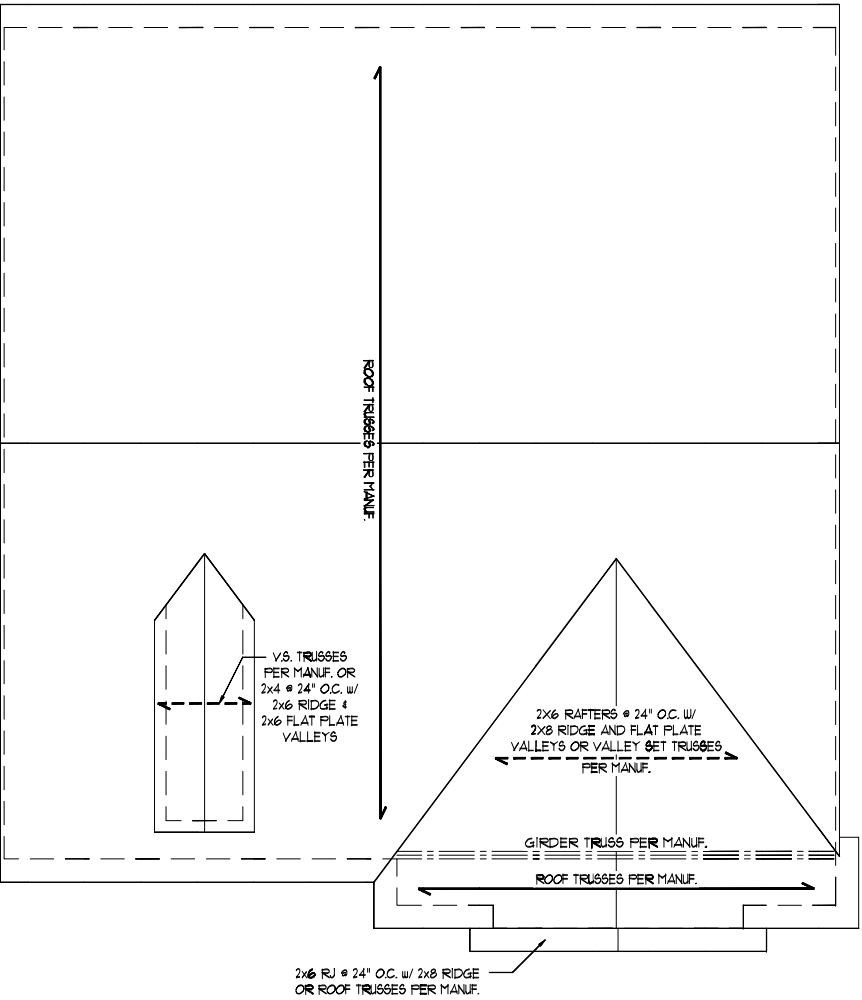 ROOF TRUSSES PER MANUF.
V.S. TRUSSES
PER MANUF. OR
2x4 @ 24" O.C. w/
2x6 RIDGE &
2x6 FLAT PLATE
VALLEYS
2X6 RAFTERS @ 24" O.C. W/
2X8 RIDGE AND FLAT PLATE
VALLEYS OR VALLEY SET TRUSSES
PER MANUF.
GIRDER TRUSS PER MANUF.
ROOF TRUSSES PER MANUF.
2x6 RJ @ 24" O.C. w/ 2x8 RIDGE
OR ROOF TRUSSES PER MANUF.